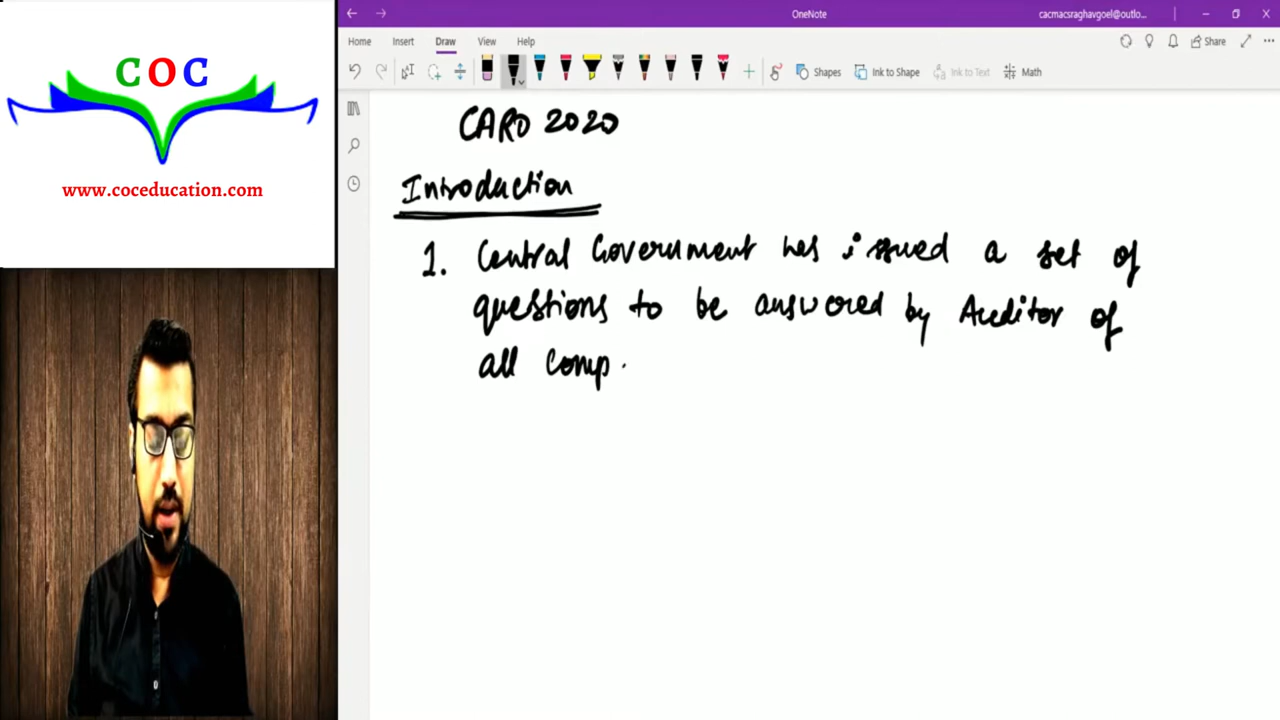 COC
www.coceducation.com
OneNote
cacmacsraghavgoel@outlo...
Home Insert Draw View Help
Share
Shapes Ink to Shape Ink to Text Math
CARO 2020
Introduction
1. Central Government has issued a set of
questions to be answered by Auditor of
all comp